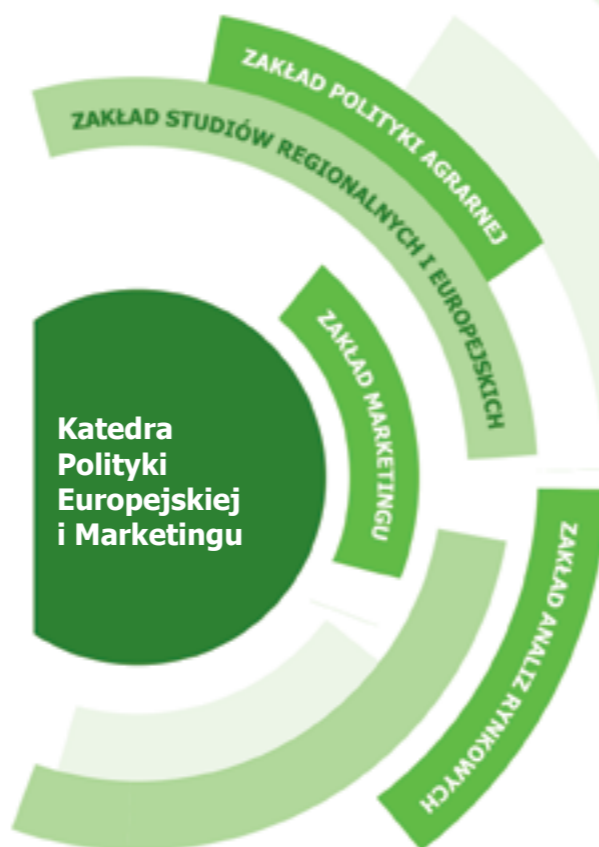 ZAKŁAD POLITYKI AGRARNEJ
ZAKŁAD STUDIÓW REGIONALNYCH I EUROPEJSKICH
ZAKŁAD MARKETINGU
Katedra
Polityki
Europejskiej
i Marketingu
ZAKŁAD ANALIZ RYNKOWYCH